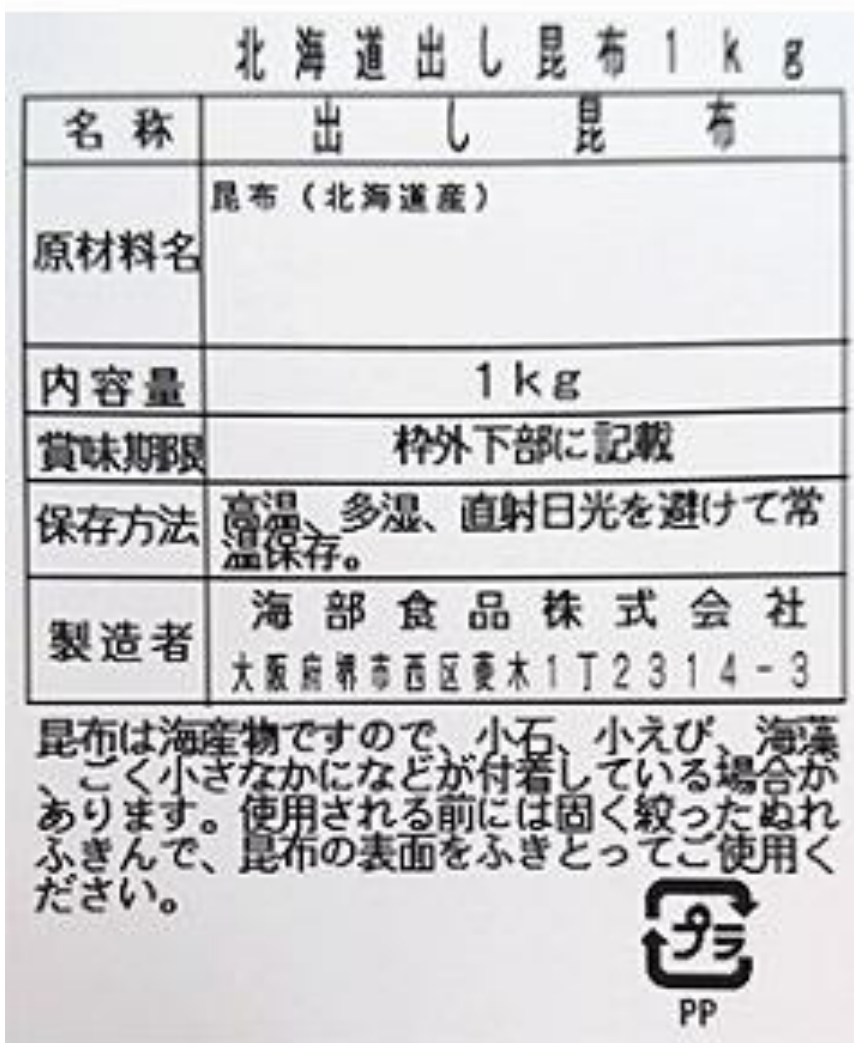 北海道出し昆布1kg
名称 出し昆布
原材料名 昆布（北海道産）
内容量 1kg
賞味期限 枠外下部に記載
保存方法 高温、多湿、直射日光を避けて常
温保存。
製造者 海部食品株式会社
大阪府堺市西区菱木1丁2314-3
昆布は海産物ですので、小石、小えび、海藻
、ごく小さなかになどが付着している場合が
あります。使用される前には固く絞ったぬれ
ふきんで、昆布の表面をふきとってご使用く
ださい。
プラ
PP